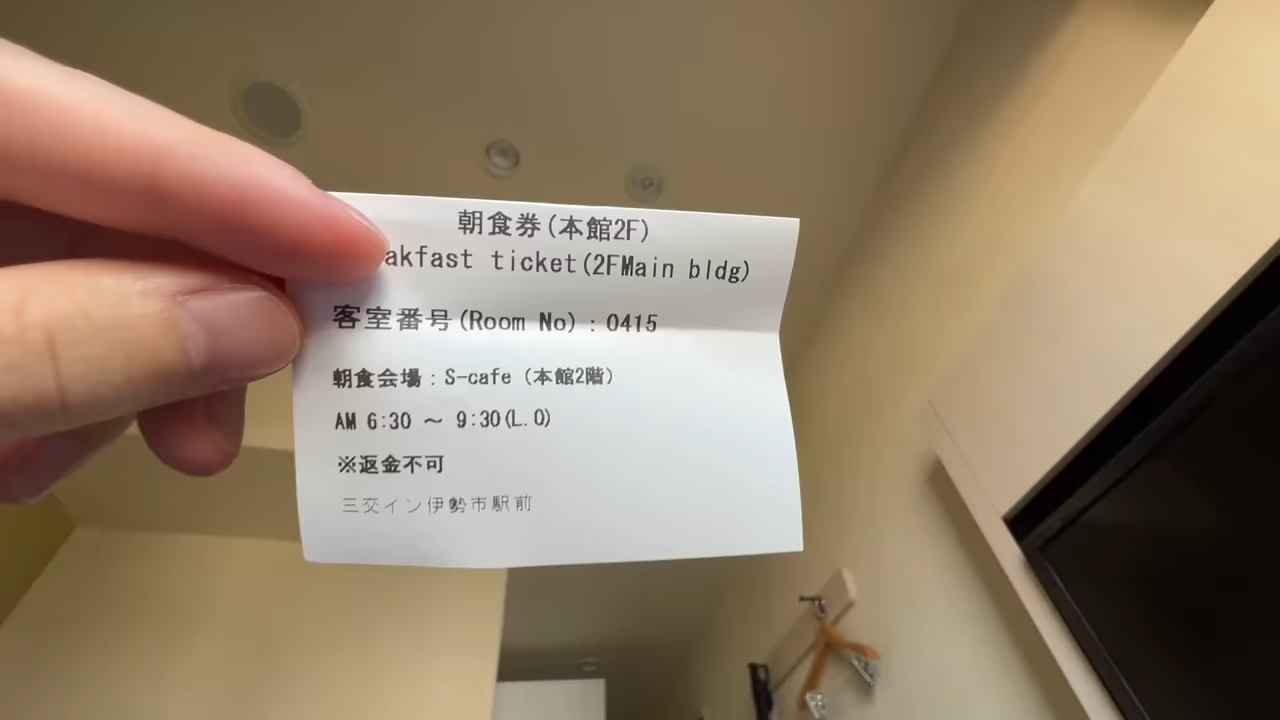 朝食券(本館2F)
akfast ticket(2FMain bldg)
客室番号(Room No):0415
朝食会場:S-cafe (本館2階)
AM 6:30 ～ 9:30(L.O)
※返金不可
三交イン伊勢市駅前